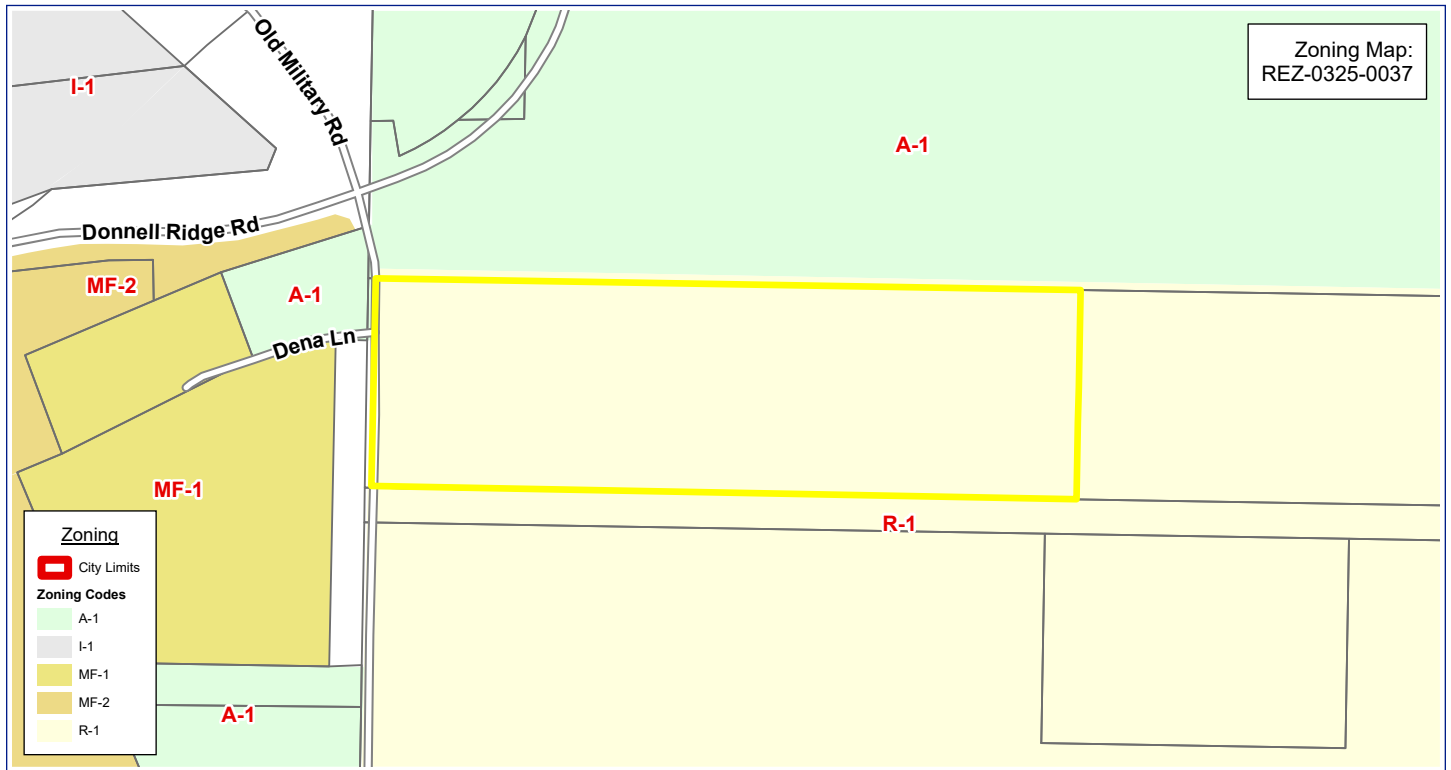 Zoning Map:
REZ-0325-0037
Old Military Rd
I-1
A-1
Donnell Ridge Rd
MF-2
A-1
Dena Ln
MF-1
R-1
A-1
Zoning
City Limits
Zoning Codes
A-1
I-1
MF-1
MF-2
R-1